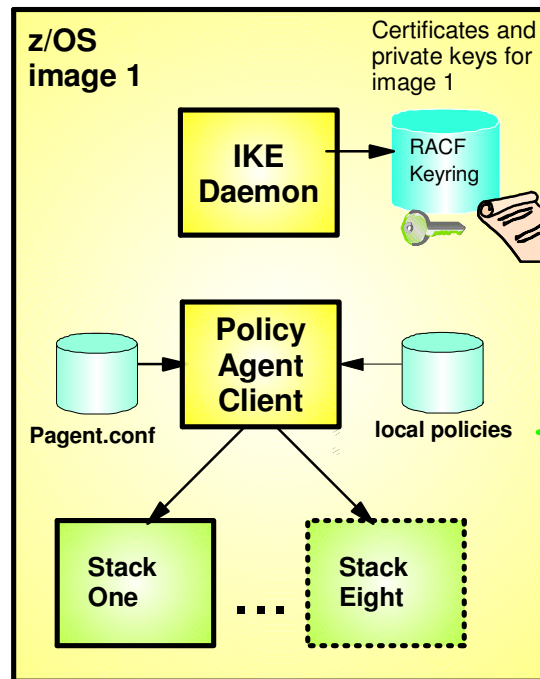 z/OS
image 1
Certificates and
private keys for
image 1
IKE
Daemon
RACF
Keyring
Policy
Agent
Client
Pagent.conf
local policies
Stack
One
...
Stack
Eight